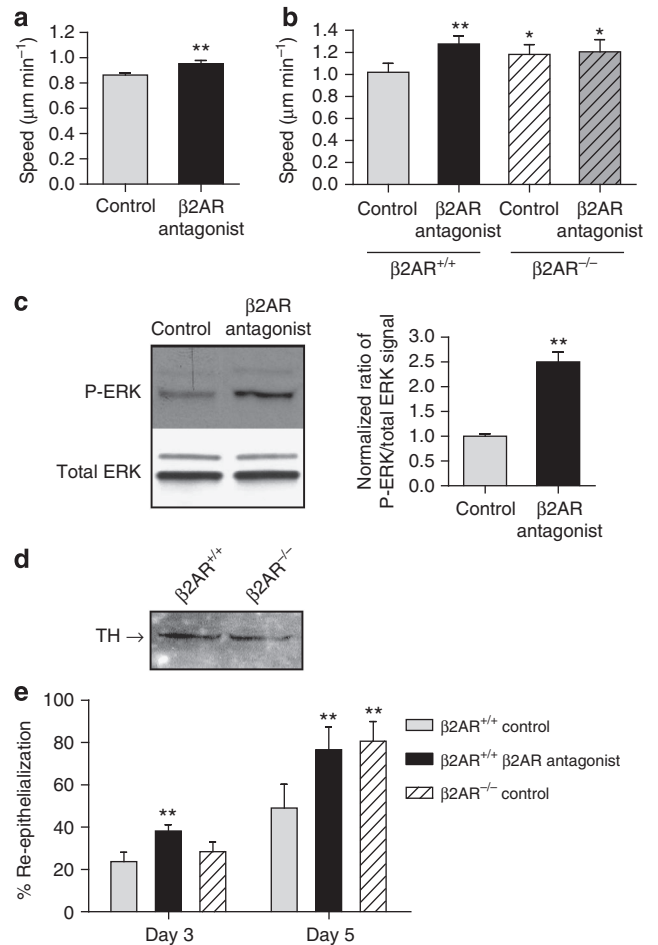 a
Speed (μm min⁻¹)
1.2
1.0
0.8
0.6
0.4
0.2
0.0
**
Control
β2AR
antagonist
b
Speed (μm min⁻¹)
1.4
1.2
1.0
0.8
0.6
0.4
0.2
0.0
**
*
*
Control
β2AR
antagonist
Control
β2AR
antagonist
β2AR⁺/⁺
β2AR⁻/⁻
c
Control
β2AR
antagonist
P-ERK
Total ERK
Normalized ratio of
P-ERK/total ERK signal
3.0
2.5
2.0
1.5
1.0
0.5
0.0
**
Control
β2AR
antagonist
d
β2AR⁺/⁺
β2AR⁻/⁻
TH →
e
% Re-epithelialization
100
80
60
40
20
0
**
**
**
Day 3
Day 5
β2AR⁺/⁺ control
β2AR⁺/⁺ β2AR antagonist
β2AR⁻/⁻ control